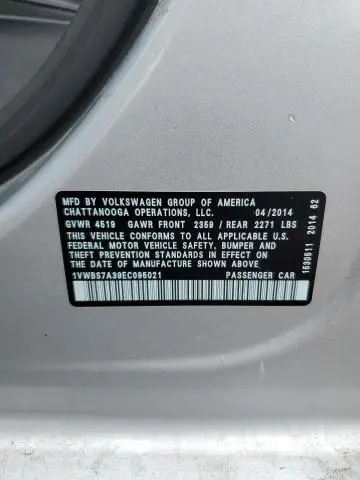 MFD BY VOLKSWAGEN GROUP OF AMERICA
CHATTANOOGA OPERATIONS, LLC. 04/2014
GVWR 4519 GAWR FRONT 2359 / REAR 2271 LBS
THIS VEHICLE CONFORMS TO ALL APPLICABLE U.S.
FEDERAL MOTOR VEHICLE SAFETY, BUMPER AND
THEFT PREVENTION STANDARDS IN EFFECT ON
THE DATE OF MANUFACTURE SHOWN ABOVE.
1VWBS7A39EC095021 PASSENGER CAR
1630611 2014 62